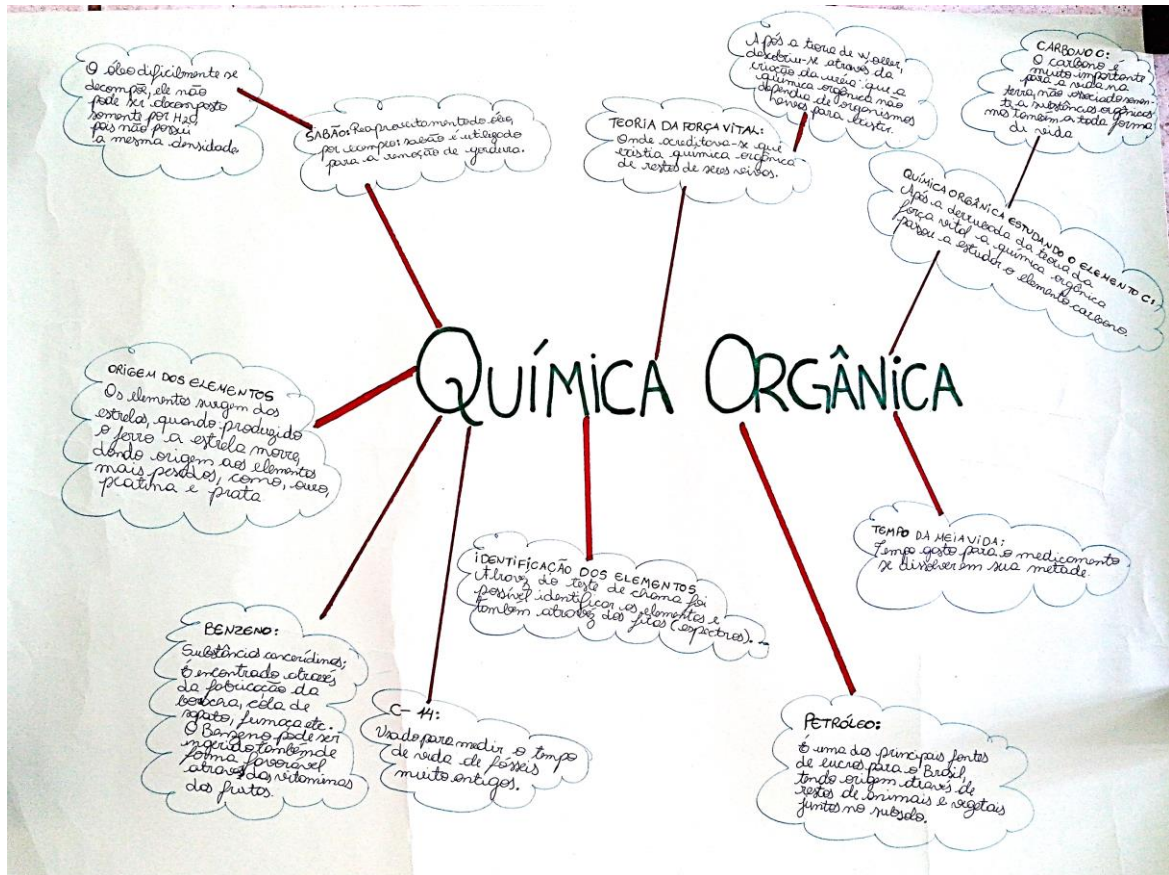 O óleo dificilmente se
decompõe, ele não
pode ser decomposto
somente por H2O,
pois não possui
a mesma densidade.
SABÃO: Reaproveitamento do óleo,
por exemplo: sabão é utilizado
para a remoção de gordura.
TEORIA DA FORÇA VITAL:
Onde acreditava-se que
existia química orgânica
de restos de seres vivos.
Após a teoria de Wöller,
descobriu-se através da
criação da uréia: que a
química orgânica não
dependia de organismos
para existir.
CARBONO:
O carbono é
muito importante
para a vida na
terra, não associado somen-
te a substâncias orgânicas
mas também a toda forma
de vida
QUÍMICA ORGÂNICA ESTUDANDO O ELEMENTO C:
Após a derrubada da teoria da
força vital a química orgânica
passou a estudar o elemento carbono.
QUÍMICA ORGÂNICA
ORIGEM DOS ELEMENTOS
Os elementos surgem das
estrelas, quando produzido
o ferro a estrela morre,
dando origem aos elementos
mais pesados, como, ouro,
platina e prata
IDENTIFICAÇÃO DOS ELEMENTOS
Atravez do teste de chama foi
possível identificar os elementos e
também atravez das fitas (espectros).
TEMPO DA MEIA VIDA:
Tempo gasto para o medicamento
se dissolver em sua metade.
BENZENO:
Substâncias
É encontrado através
da fabricação da
borracha, cola de
sapato, fumaça etc.
O Benzeno pode ser
ingerido também de
forma favorável
através das vitaminas
das frutas.
C-14:
Usado para medir o tempo
de vida de fósseis
muito antigos.
PETRÓLEO:
É uma das principais fontes
de lucros para o Brasil,
tendo origem através de
restos de animais e vegetais
juntos no subsolo.